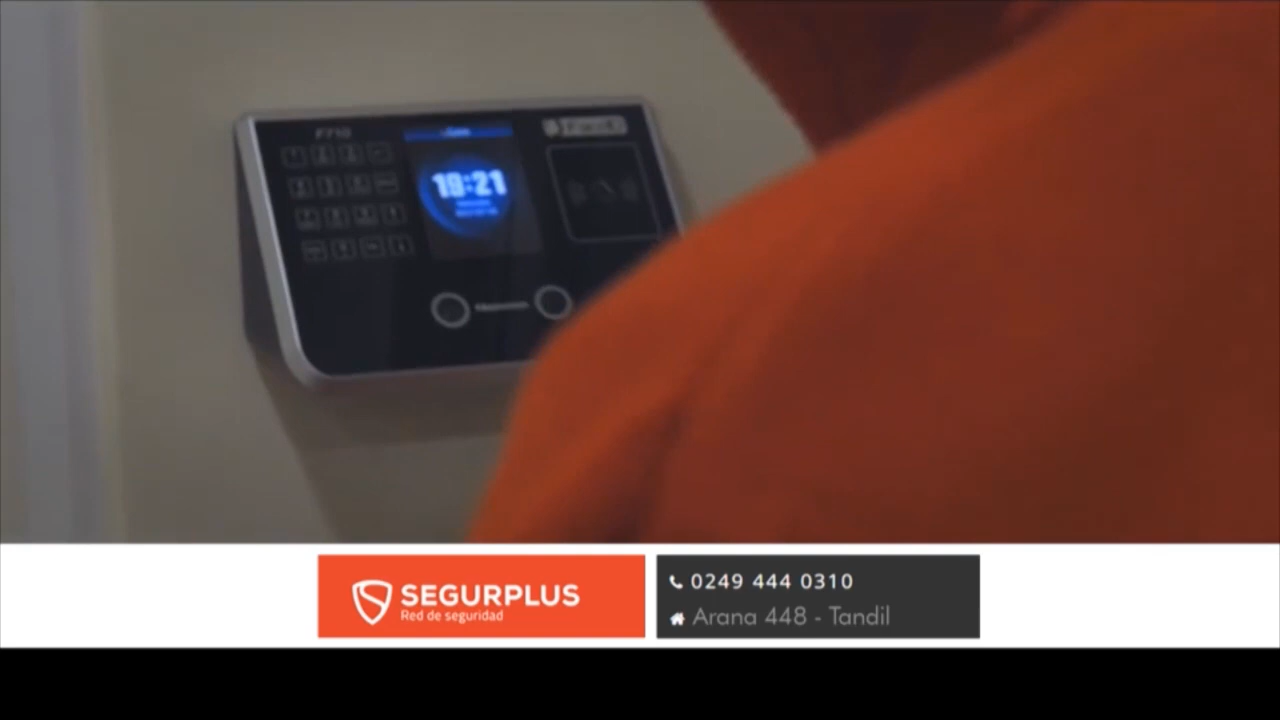 F710
19:21
SEGURPLUS
Red de seguridad
0249 444 0310
Arana 448 - Tandil